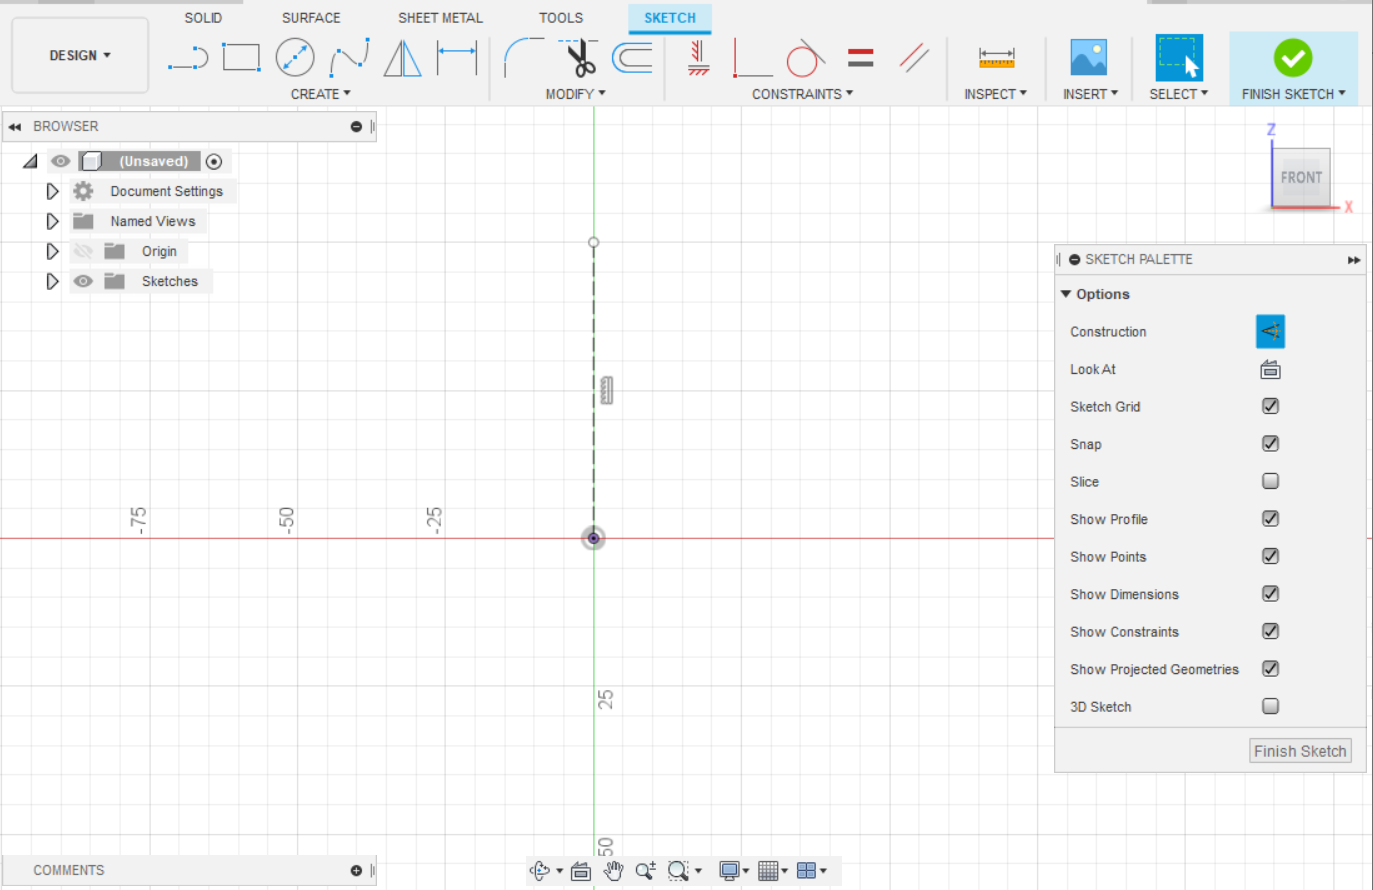 SOLID SURFACE SHEET METAL TOOLS SKETCH
DESIGN
CREATE MODIFY CONSTRAINTS INSPECT INSERT SELECT FINISH SKETCH
BROWSER
(Unsaved)
Document Settings
Named Views
Origin
Sketches
Z
FRONT
X
SKETCH PALETTE
Options
Construction
Look At
Sketch Grid
Snap
Slice
Show Profile
Show Points
Show Dimensions
Show Constraints
Show Projected Geometries
3D Sketch
Finish Sketch
-75
-50
-25
25
50
COMMENTS